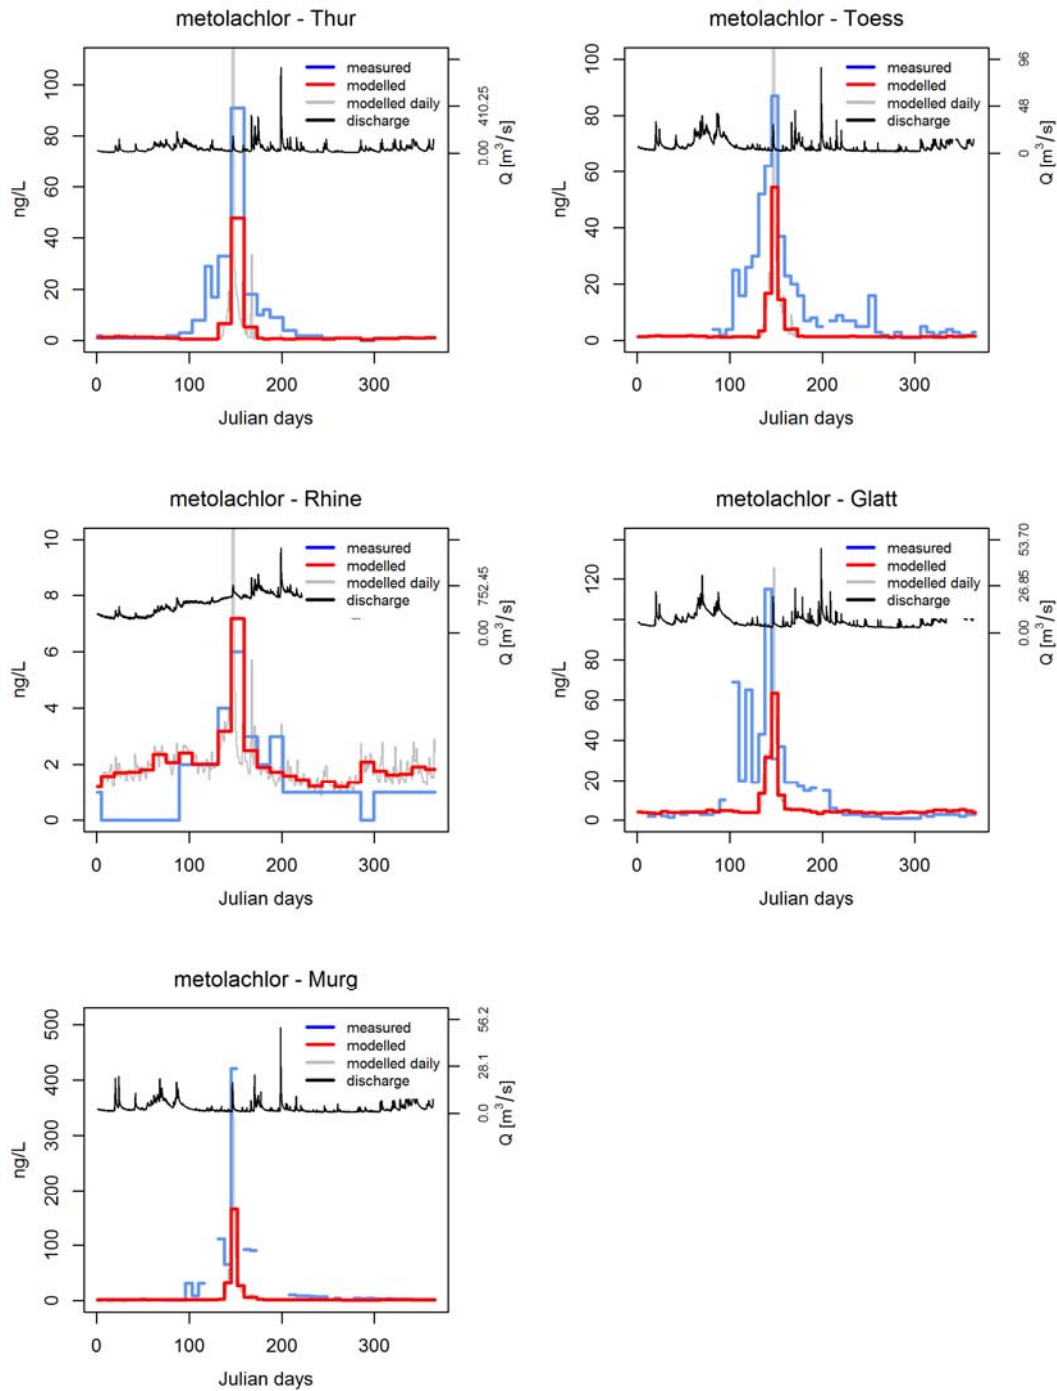 metolachlor - Thur
measured
modelled
modelled daily
discharge
0 20 40 60 80 100
ng/L
0.00 410.25
Q [m³/s]
0 100 200 300
Julian days
metolachlor - Toess
measured
modelled
modelled daily
discharge
0 20 40 60 80 100
ng/L
0 48 96
Q [m³/s]
0 100 200 300
Julian days
metolachlor - Rhine
measured
modelled
modelled daily
discharge
0 2 4 6 8 10
ng/L
0.00 752.45
Q [m³/s]
0 100 200 300
Julian days
metolachlor - Glatt
measured
modelled
modelled daily
discharge
0 20 40 60 80 120
ng/L
0.00 26.85 53.70
Q [m³/s]
0 100 200 300
Julian days
metolachlor - Murg
measured
modelled
modelled daily
discharge
0 100 200 300 400 500
ng/L
0.0 28.1 56.2
Q [m³/s]
0 100 200 300
Julian days